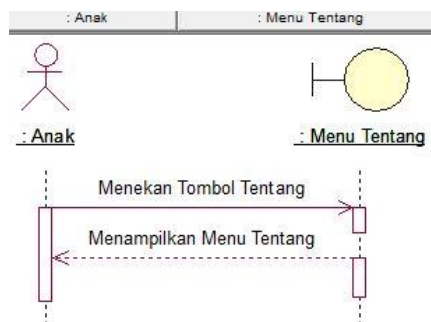 : Anak : Menu Tentang
: Anak : Menu Tentang
Menekan Tombol Tentang
Menampilkan Menu Tentang